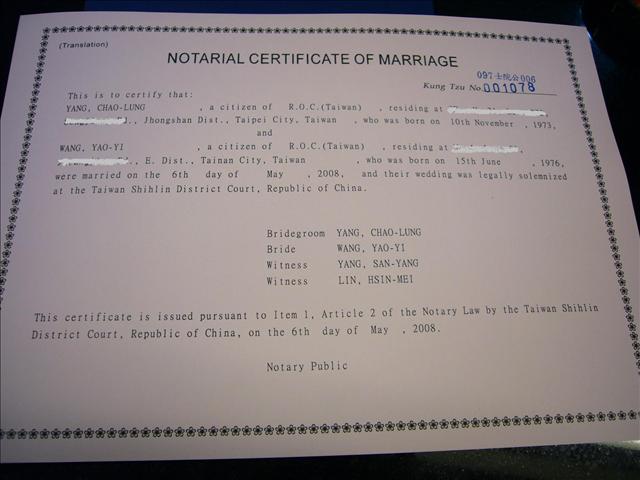 (Translation)
NOTARIAL CERTIFICATE OF MARRIAGE
097士院公006
Kung Tzu No.001078
This is to certify that:
YANG, CHAO-LUNG , a citizen of R.O.C.(Taiwan) , residing at
., Jhongshan Dist., Taipei City, Taiwan , who was born on 10th November , 1973,
and
WANG, YAO-YI , a citizen of R.O.C.(Taiwan) , residing at
., E. Dist., Tainan City, Taiwan , who was born on 15th June , 1976,
were married on the 6th day of May , 2008, and their wedding was legally solemnized
at the Taiwan Shihlin District Court, Republic of China.
Bridegroom YANG, CHAO-LUNG
Bride WANG, YAO-YI
Witness YANG, SAN-YANG
Witness LIN, HSIN-MEI
This certificate is issued pursuant to Item 1, Article 2 of the Notary Law by the Taiwan Shihlin
District Court, Republic of China, on the 6th day of May , 2008.
Notary Public